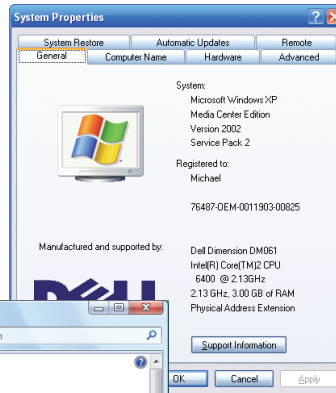 System Properties
System Restore Automatic Updates Remote
General Computer Name Hardware Advanced
System:
Microsoft Windows XP
Media Center Edition
Version 2002
Service Pack 2
Registered to:
Michael
76487-OEM-0011903-00825
Manufactured and supported by:
Dell Dimension DM061
Intel(R) Core(TM)2 CPU
6400 @ 2.13GHz
2.13 GHz, 3.00 GB of RAM
Physical Address Extension
DELL
Support Information
OK Cancel Apply